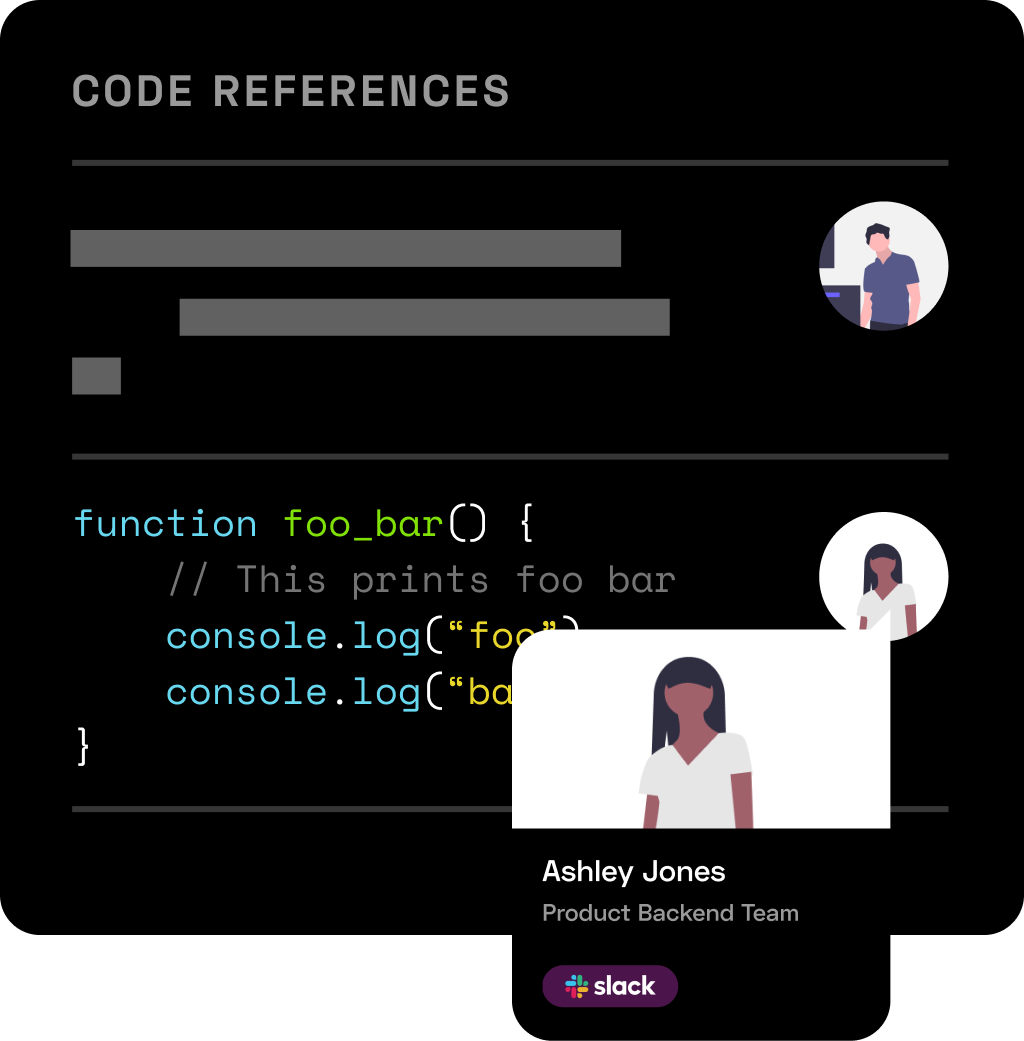 CODE REFERENCES
function foo_bar() {
// This prints foo bar
console.log(“foo”)
console.log(“ba
}
Ashley Jones
Product Backend Team
slack